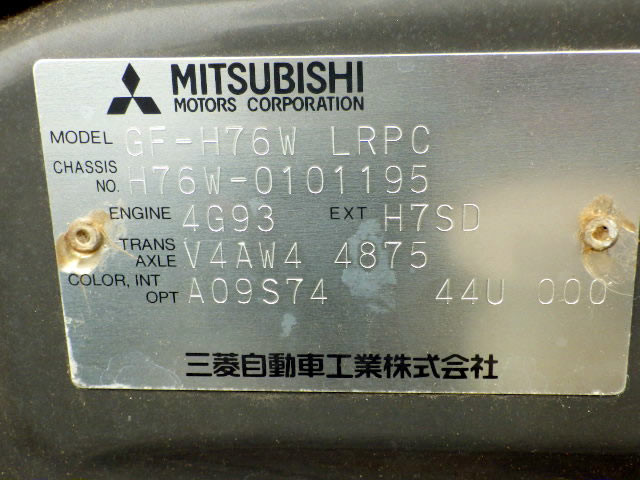 MITSUBISHI
MOTORS CORPORATION
MODEL GF-H76W LRPC
CHASSIS NO. H76W-0101195
ENGINE 4G93 EXT H7SD
TRANS AXLE V4AW4 4875
COLOR, INT OPT A09S74 44U 000
三菱自動車工業株式会社